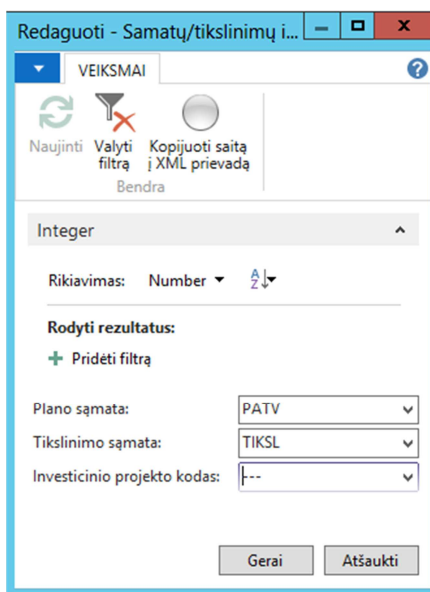 Redaguoti - Samatų/tikslinimų i...
VEIKSMAI
Naujinti
Valyti filtrą
Kopijuoti saitą į XML prievadą
Bendra
Integer
Rikiavimas: Number
Rodyti rezultatus:
Pridėti filtrą
Plano sąmata: PATV
Tikslinimo sąmata: TIKSL
Investicinio projekto kodas: ---
Gerai Atšaukti